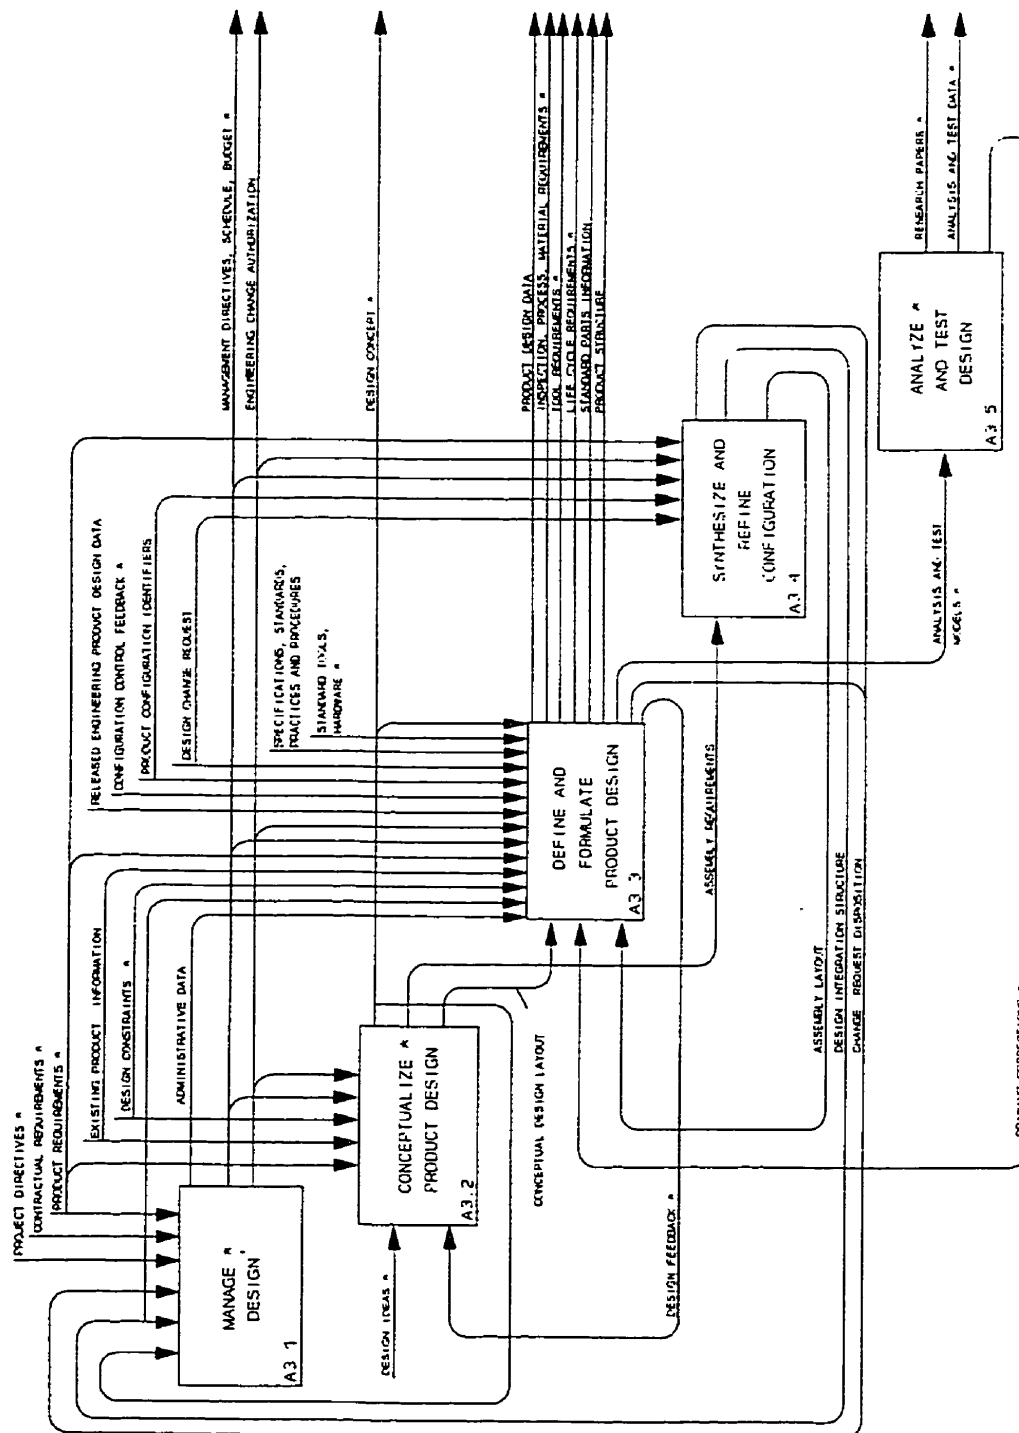 PROJECT DIRECTIVES *
CONTRACTUAL REQUIREMENTS *
PRODUCT REQUIREMENTS *
EXISTING PRODUCT INFORMATION
DESIGN CONSTRAINTS *
ADMINISTRATIVE DATA
RELEASED ENGINEERING PRODUCT DESIGN DATA
CONFIGURATION CONTROL FEEDBACK *
PRODUCT CONFIGURATION IDENTIFIERS
DESIGN CHANGE REQUEST
SPECIFICATIONS, STANDARDS,
PRACTICES AND PROCEDURES
STANDARD TOOLS,
HARDWARE *
MANAGEMENT DIRECTIVES, SCHEDULE, BUDGET *
ENGINEERING CHANGE AUTHORIZATION
DESIGN CONCEPT *
PRODUCT DESIGN DATA
INSPECTION, PROCESS, MATERIAL REQUIREMENTS *
TOOL REQUIREMENTS *
LIFE CYCLE REQUIREMENTS *
STANDARD PARTS INFORMATION
PRODUCT STRUCTURE
RESEARCH PAPERS *
ANALYSIS AND TEST DATA *
MANAGE *
DESIGN
A3.1
CONCEPTUALIZE *
PRODUCT DESIGN
A3.2
DEFINE AND
FORMULATE
PRODUCT DESIGN
A3.3
SYNTHESIZE AND
REFINE
CONFIGURATION
A3.4
ANALYZE *
AND TEST
DESIGN
A3.5
DESIGN IDEAS *
CONCEPTUAL DESIGN LAYOUT
DESIGN FEEDBACK *
ASSEMBLY REQUIREMENTS
ANALYSIS AND TEST
MODELS *
ASSEMBLY LAYOUT
DESIGN INTEGRATION STRUCTURE
CHANGE REQUEST DISPOSITION